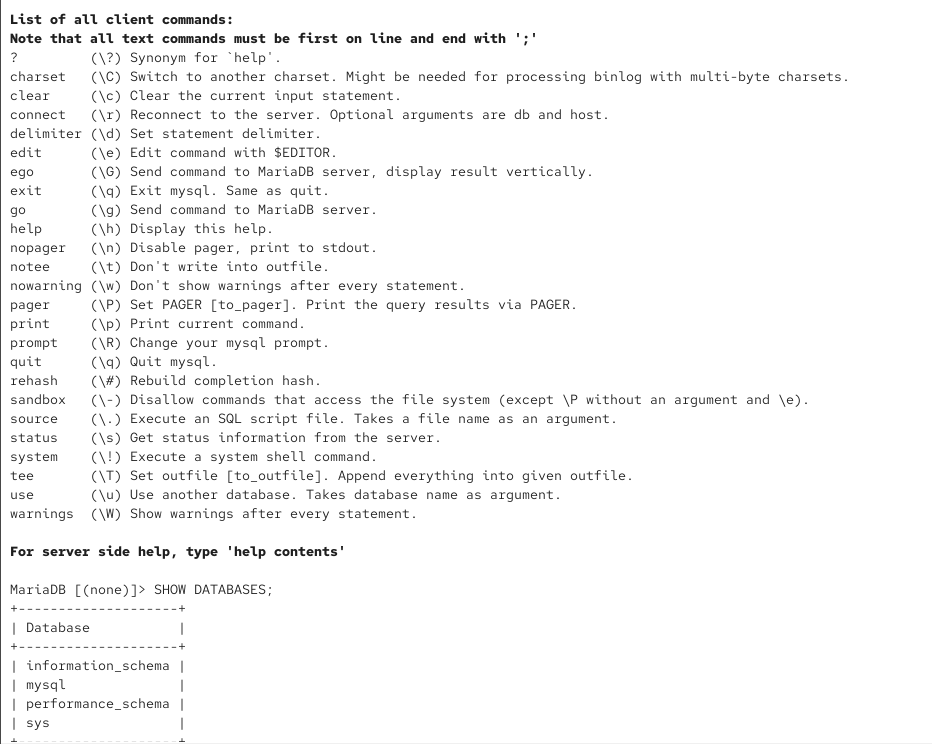 List of all client commands:
Note that all text commands must be first on line and end with ';'
?         (\?) Synonym for `help'.
charset   (\C) Switch to another charset. Might be needed for processing binlog with multi-byte charsets.
clear     (\c) Clear the current input statement.
connect   (\r) Reconnect to the server. Optional arguments are db and host.
delimiter (\d) Set statement delimiter.
edit      (\e) Edit command with $EDITOR.
ego       (\G) Send command to MariaDB server, display result vertically.
exit      (\q) Exit mysql. Same as quit.
go        (\g) Send command to MariaDB server.
help      (\h) Display this help.
nopager   (\n) Disable pager, print to stdout.
notee     (\t) Don't write into outfile.
nowarning (\w) Don't show warnings after every statement.
pager     (\P) Set PAGER [to_pager]. Print the query results via PAGER.
print     (\p) Print current command.
prompt    (\R) Change your mysql prompt.
quit      (\q) Quit mysql.
rehash    (\#) Rebuild completion hash.
sandbox   (\-) Disallow commands that access the file system (except \P without an argument and \e).
source    (\.) Execute an SQL script file. Takes a file name as an argument.
status    (\s) Get status information from the server.
system    (\!) Execute a system shell command.
tee       (\T) Set outfile [to_outfile]. Append everything into given outfile.
use       (\u) Use another database. Takes database name as argument.
warnings  (\W) Show warnings after every statement.

For server side help, type 'help contents'

MariaDB [(none)]> SHOW DATABASES;
+--------------------+
| Database           |
+--------------------+
| information_schema |
| mysql              |
| performance_schema |
| sys                |
+--------------------+